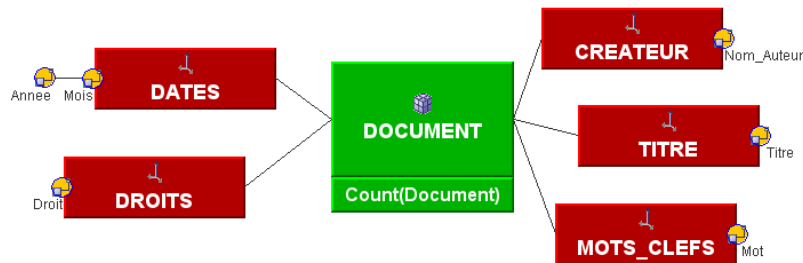 CREATEUR
Nom_Auteur
Annee
Mois
DATES
DOCUMENT
TITRE
Titre
Count(Document)
Droit
DROITS
MOTS_CLEFS
Mot